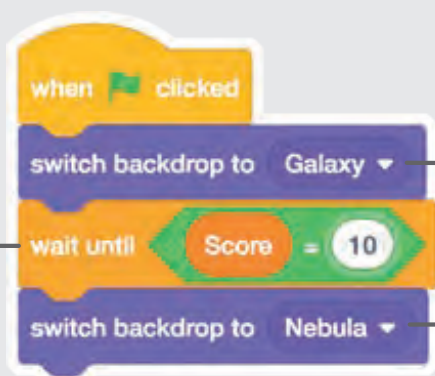 when clicked
switch backdrop to Galaxy
wait until Score = 10
switch backdrop to Nebula